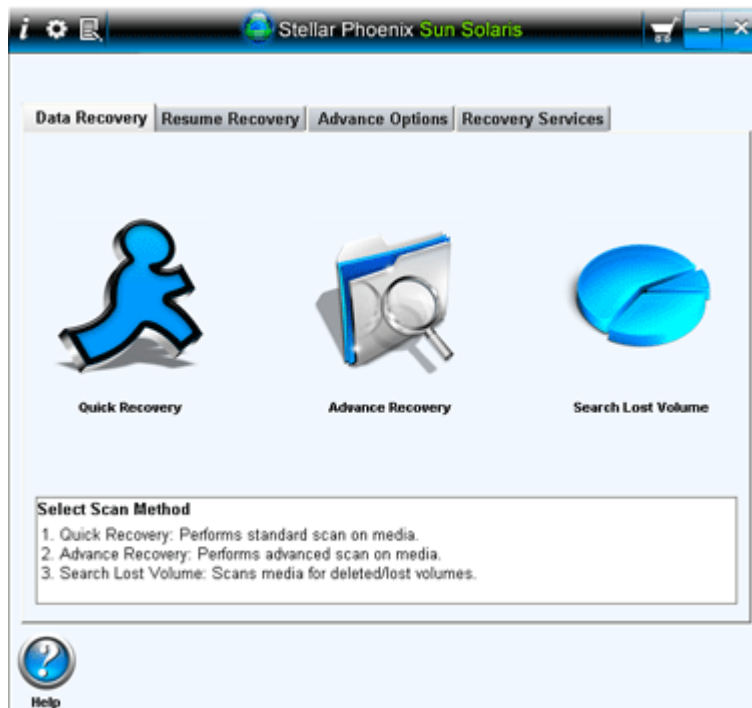 Stellar Phoenix Sun Solaris
Data Recovery Resume Recovery Advance Options Recovery Services
Quick Recovery Advance Recovery Search Lost Volume
Select Scan Method
1. Quick Recovery: Performs standard scan on media.
2. Advance Recovery: Performs advanced scan on media.
3. Search Lost Volume: Scans media for deleted/lost volumes.
Help